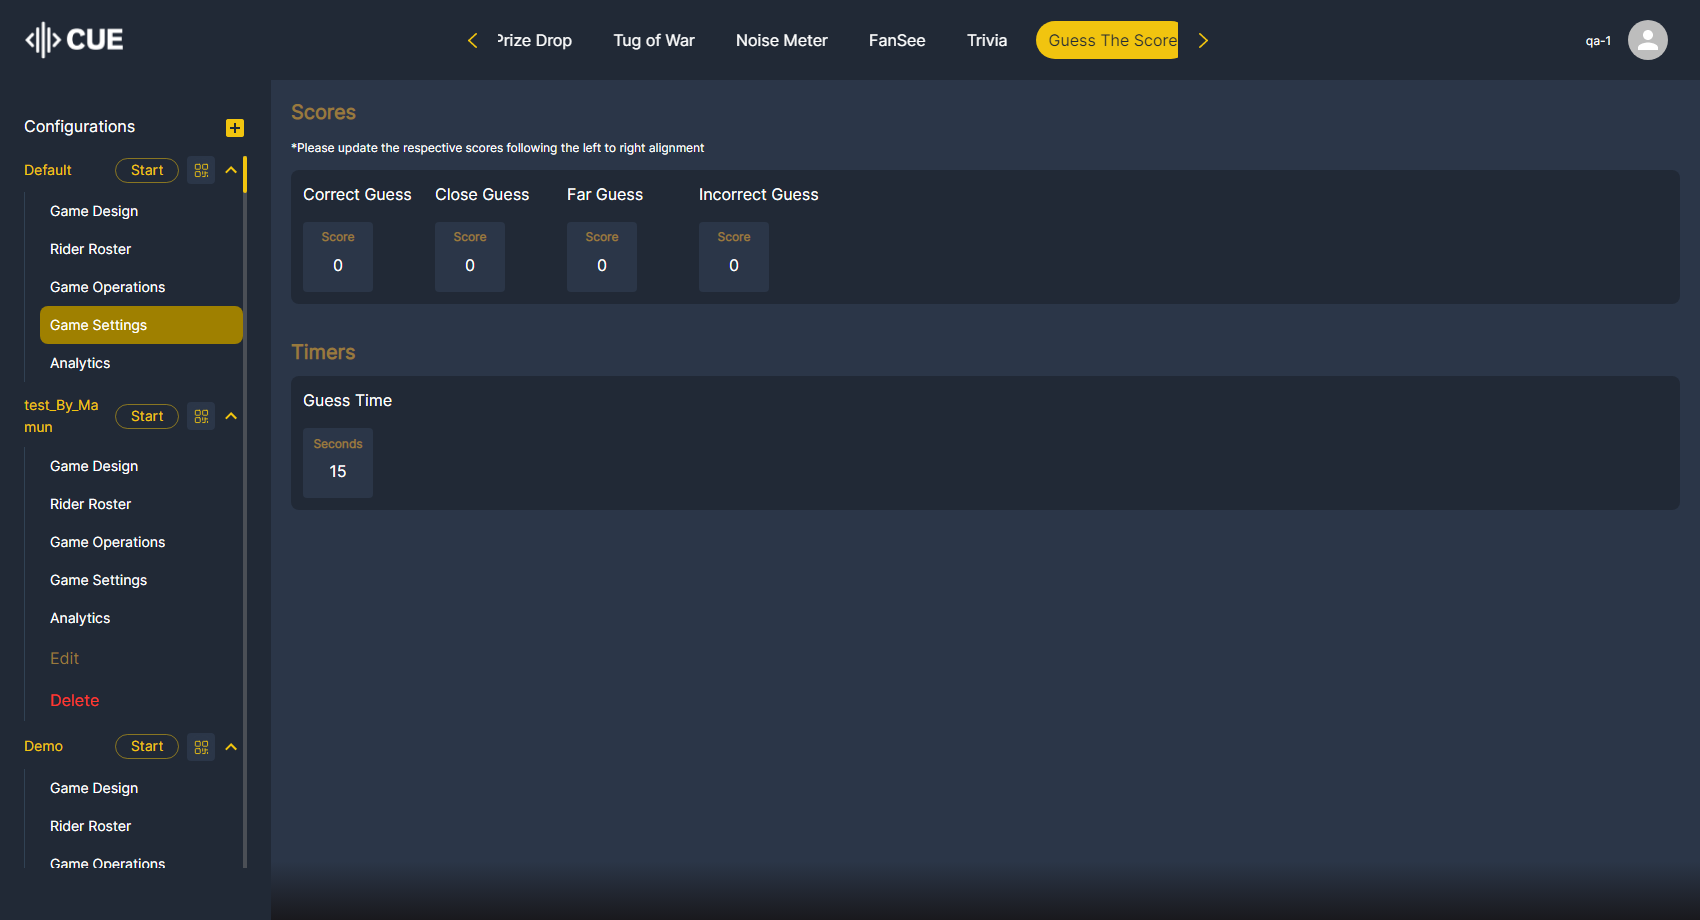 CUE
Prize Drop Tug of War Noise Meter FanSee Trivia Guess The Score
qa-1
Configurations
Default Start
Game Design
Rider Roster
Game Operations
Game Settings
Analytics
test_By_Ma
mun
Start
Game Design
Rider Roster
Game Operations
Game Settings
Analytics
Edit
Delete
Demo Start
Game Design
Rider Roster
Game Operations
Scores
*Please update the respective scores following the left to right alignment
Correct Guess Close Guess Far Guess Incorrect Guess
Score Score Score Score
0 0 0 0
Timers
Guess Time
Seconds
15